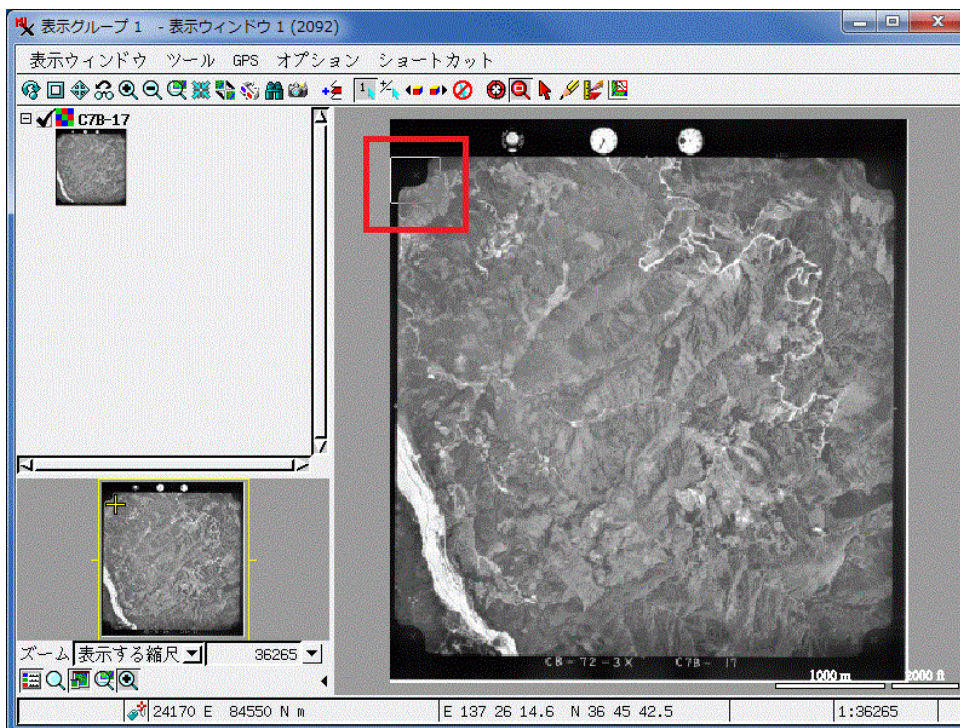 表示グループ 1 - 表示ウィンドウ 1 (2092)
表示ウィンドウ ツール GPS オプション ショートカット
C7B-17
CB-72-3X C7B-17
1000 m 2000 ft
ズーム 表示する縮尺 36265
24170 E 84550 N m E 137 26 14.6 N 36 45 42.5 1:36265